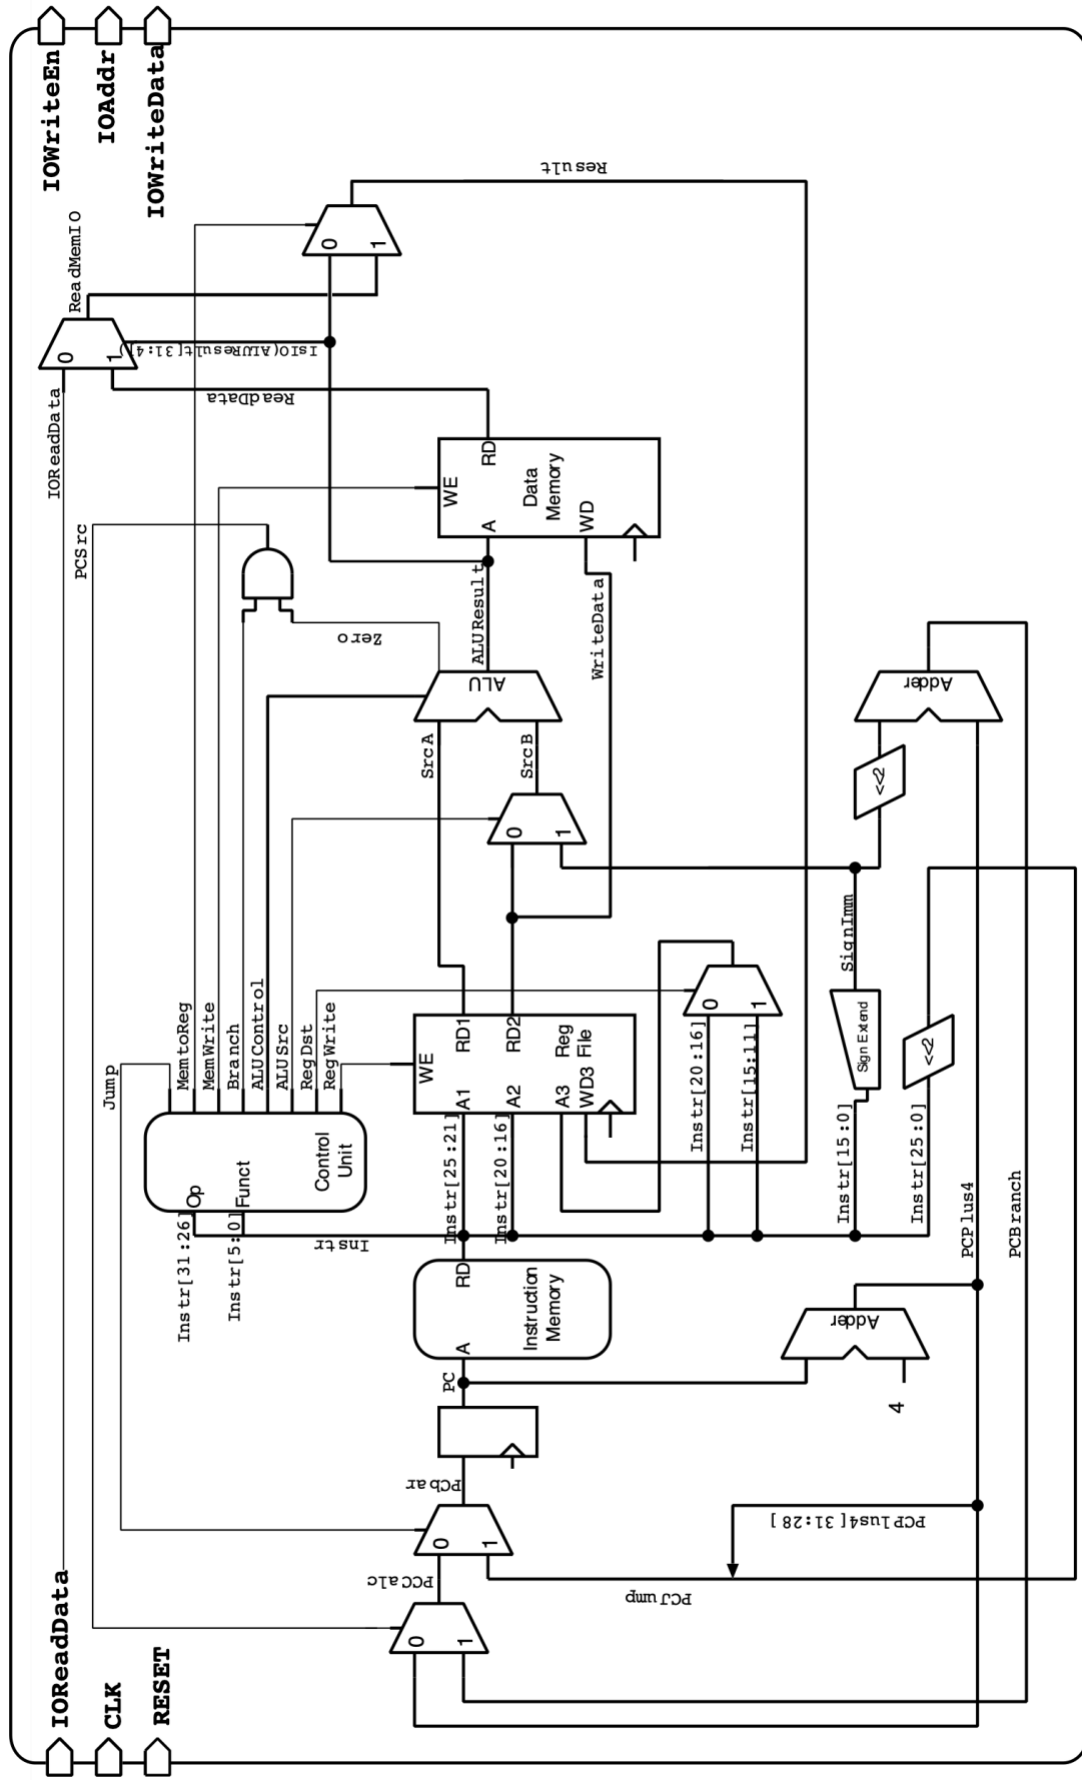 IOReadData
CLK
RESET
IOWriteEn
IOAddr
IOWriteData
Jump
PCSrc
IOReadData
ReadMemIO
0
1
IsIO(ALUResult[31:4])
ReadData
MemtoReg
MemWrite
Branch
ALUControl
ALUSrc
RegDst
RegWrite
Instr[31:26]
Op
Instr[5:0]
Funct
Control
Unit
Instr
Zero
0
1
Result
PCCalc
0
1
PCJump
0
1
PCbar
PC
A
RD
Instruction
Memory
Instr[25:21]
A1
RD1
WE
Instr[20:16]
A2
RD2
A3
WD3
Reg
File
SrcA
SrcB
0
1
ALU
ALUResult
WriteData
A
RD
WE
Data
Memory
WD
Instr[20:16]
0
Instr[15:11]
1
4
Adder
Instr[15:0]
Sign Extend
SignImm
<<2
Adder
Instr[25:0]
<<2
PCPlus4[31:28]
PCPlus4
PCBranch